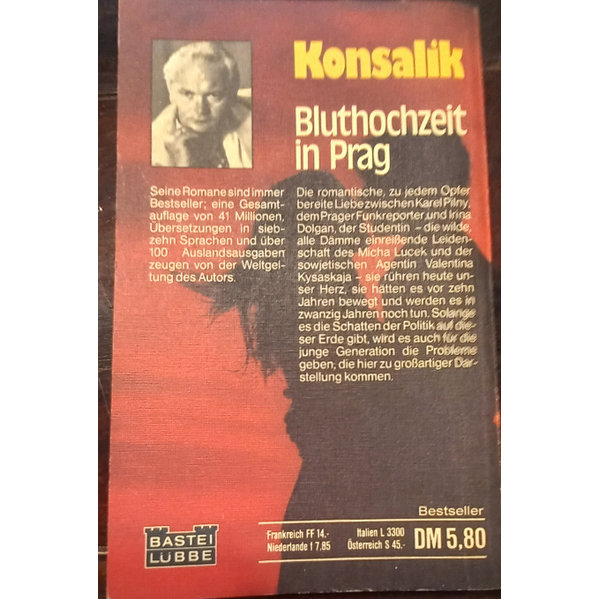 Konsalik
Bluthochzeit
in Prag
Seine Romane sind immer
Bestseller; eine Gesamt-
auflage von 41 Millionen,
Übersetzungen in sieb-
zehn Sprachen und über
100 Auslandsausgaben
zeugen von der Weltgel-
tung des Autors.
Die romantische, zu jedem Opfer
bereite Liebe zwischen Karel Pilny,
dem Prager Funkreporter, und Irina
Dolgan, der Studentin – die wilde,
alle Dämme einreißende Leiden-
schaft des Micha Lucek und der
sowjetischen Agentin Valentina
Kysaskaja – sie rühren heute un-
ser Herz, sie hätten es vor zehn
Jahren bewegt und werden es in
zwanzig Jahren noch tun. Solange
es die Schatten der Politik auf die-
ser Erde gibt, wird es auch für die
junge Generation die Probleme
geben, die hier zu großartiger Dar-
stellung kommen.
Bestseller
Frankreich FF 14.- Italien L 3300
Niederlande f 7.85 Österreich S 45.- DM 5,80
BASTEI
LÜBBE